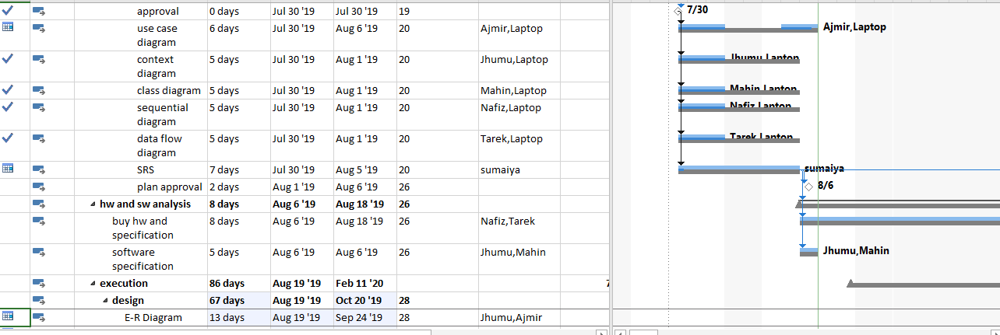 approval 0 days Jul 30 '19 Jul 30 '19 19 7/30
use case 6 days Jul 30 '19 Aug 6 '19 20 Ajmir,Laptop Ajmir,Laptop
diagram
context 5 days Jul 30 '19 Aug 1 '19 20 Jhumu,Laptop Jhumu,Laptop
diagram
class diagram 5 days Jul 30 '19 Aug 1 '19 20 Mahin,Laptop Mahin,Laptop
sequential 5 days Jul 30 '19 Aug 1 '19 20 Nafiz,Laptop Nafiz,Laptop
diagram
data flow 5 days Jul 30 '19 Aug 1 '19 20 Tarek,Laptop Tarek,Laptop
diagram
SRS 7 days Jul 30 '19 Aug 5 '19 20 sumaiya sumaiya
plan approval 2 days Aug 1 '19 Aug 6 '19 26 8/6
hw and sw analysis 8 days Aug 6 '19 Aug 18 '19 26
buy hw and 8 days Aug 6 '19 Aug 18 '19 26 Nafiz,Tarek
specification
software 5 days Aug 6 '19 Aug 6 '19 26 Jhumu,Mahin Jhumu,Mahin
specification
execution 86 days Aug 19 '19 Feb 11 '20 7
design 67 days Aug 19 '19 Oct 20 '19 28
E-R Diagram 13 days Aug 19 '19 Sep 24 '19 28 Jhumu,Ajmir